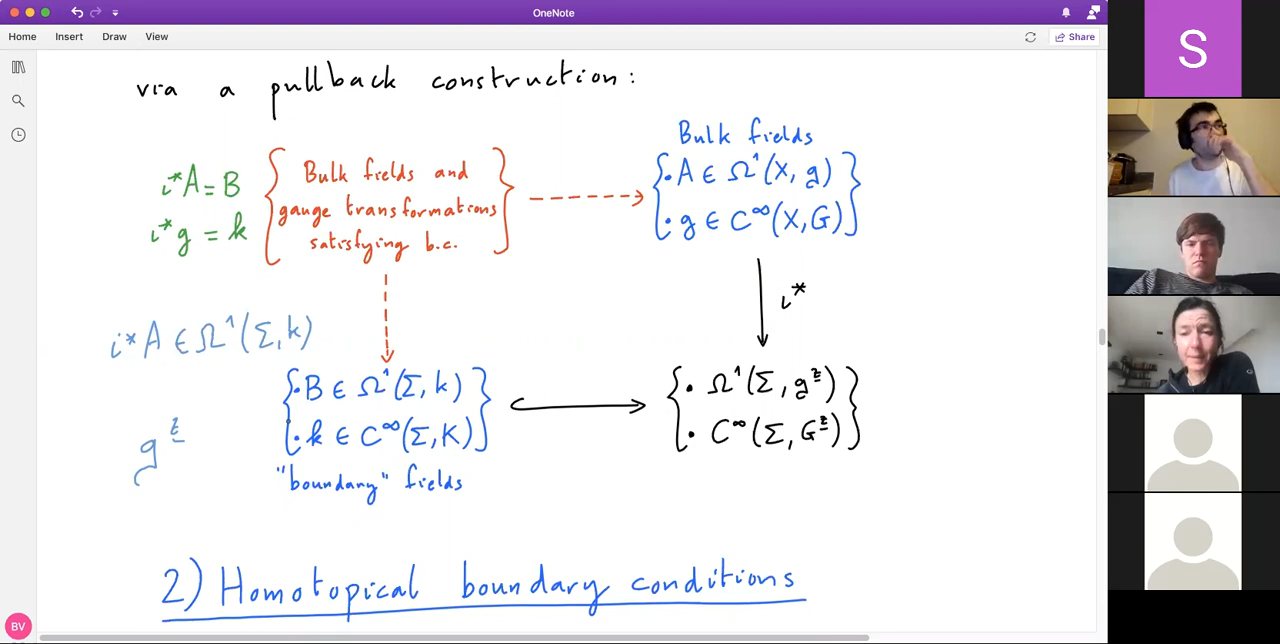 OneNote
Home Insert Draw View
Share
via a pullback construction:
Bulk fields
i*A = B
i*g = k
{ Bulk fields and
gauge transformations
satisfying b.c. }
{ · A ∈ Ω¹(X, g)
· g ∈ C∞(X, G) }
i*
i*A ∈ Ω¹(Σ, k)
{ · B ∈ Ω¹(Σ, k)
· k ∈ C∞(Σ, K) }
"boundary" fields
{ · Ω¹(Σ, g^z)
· C∞(Σ, G^z) }
g^z
2) Homotopical boundary conditions
S
BV